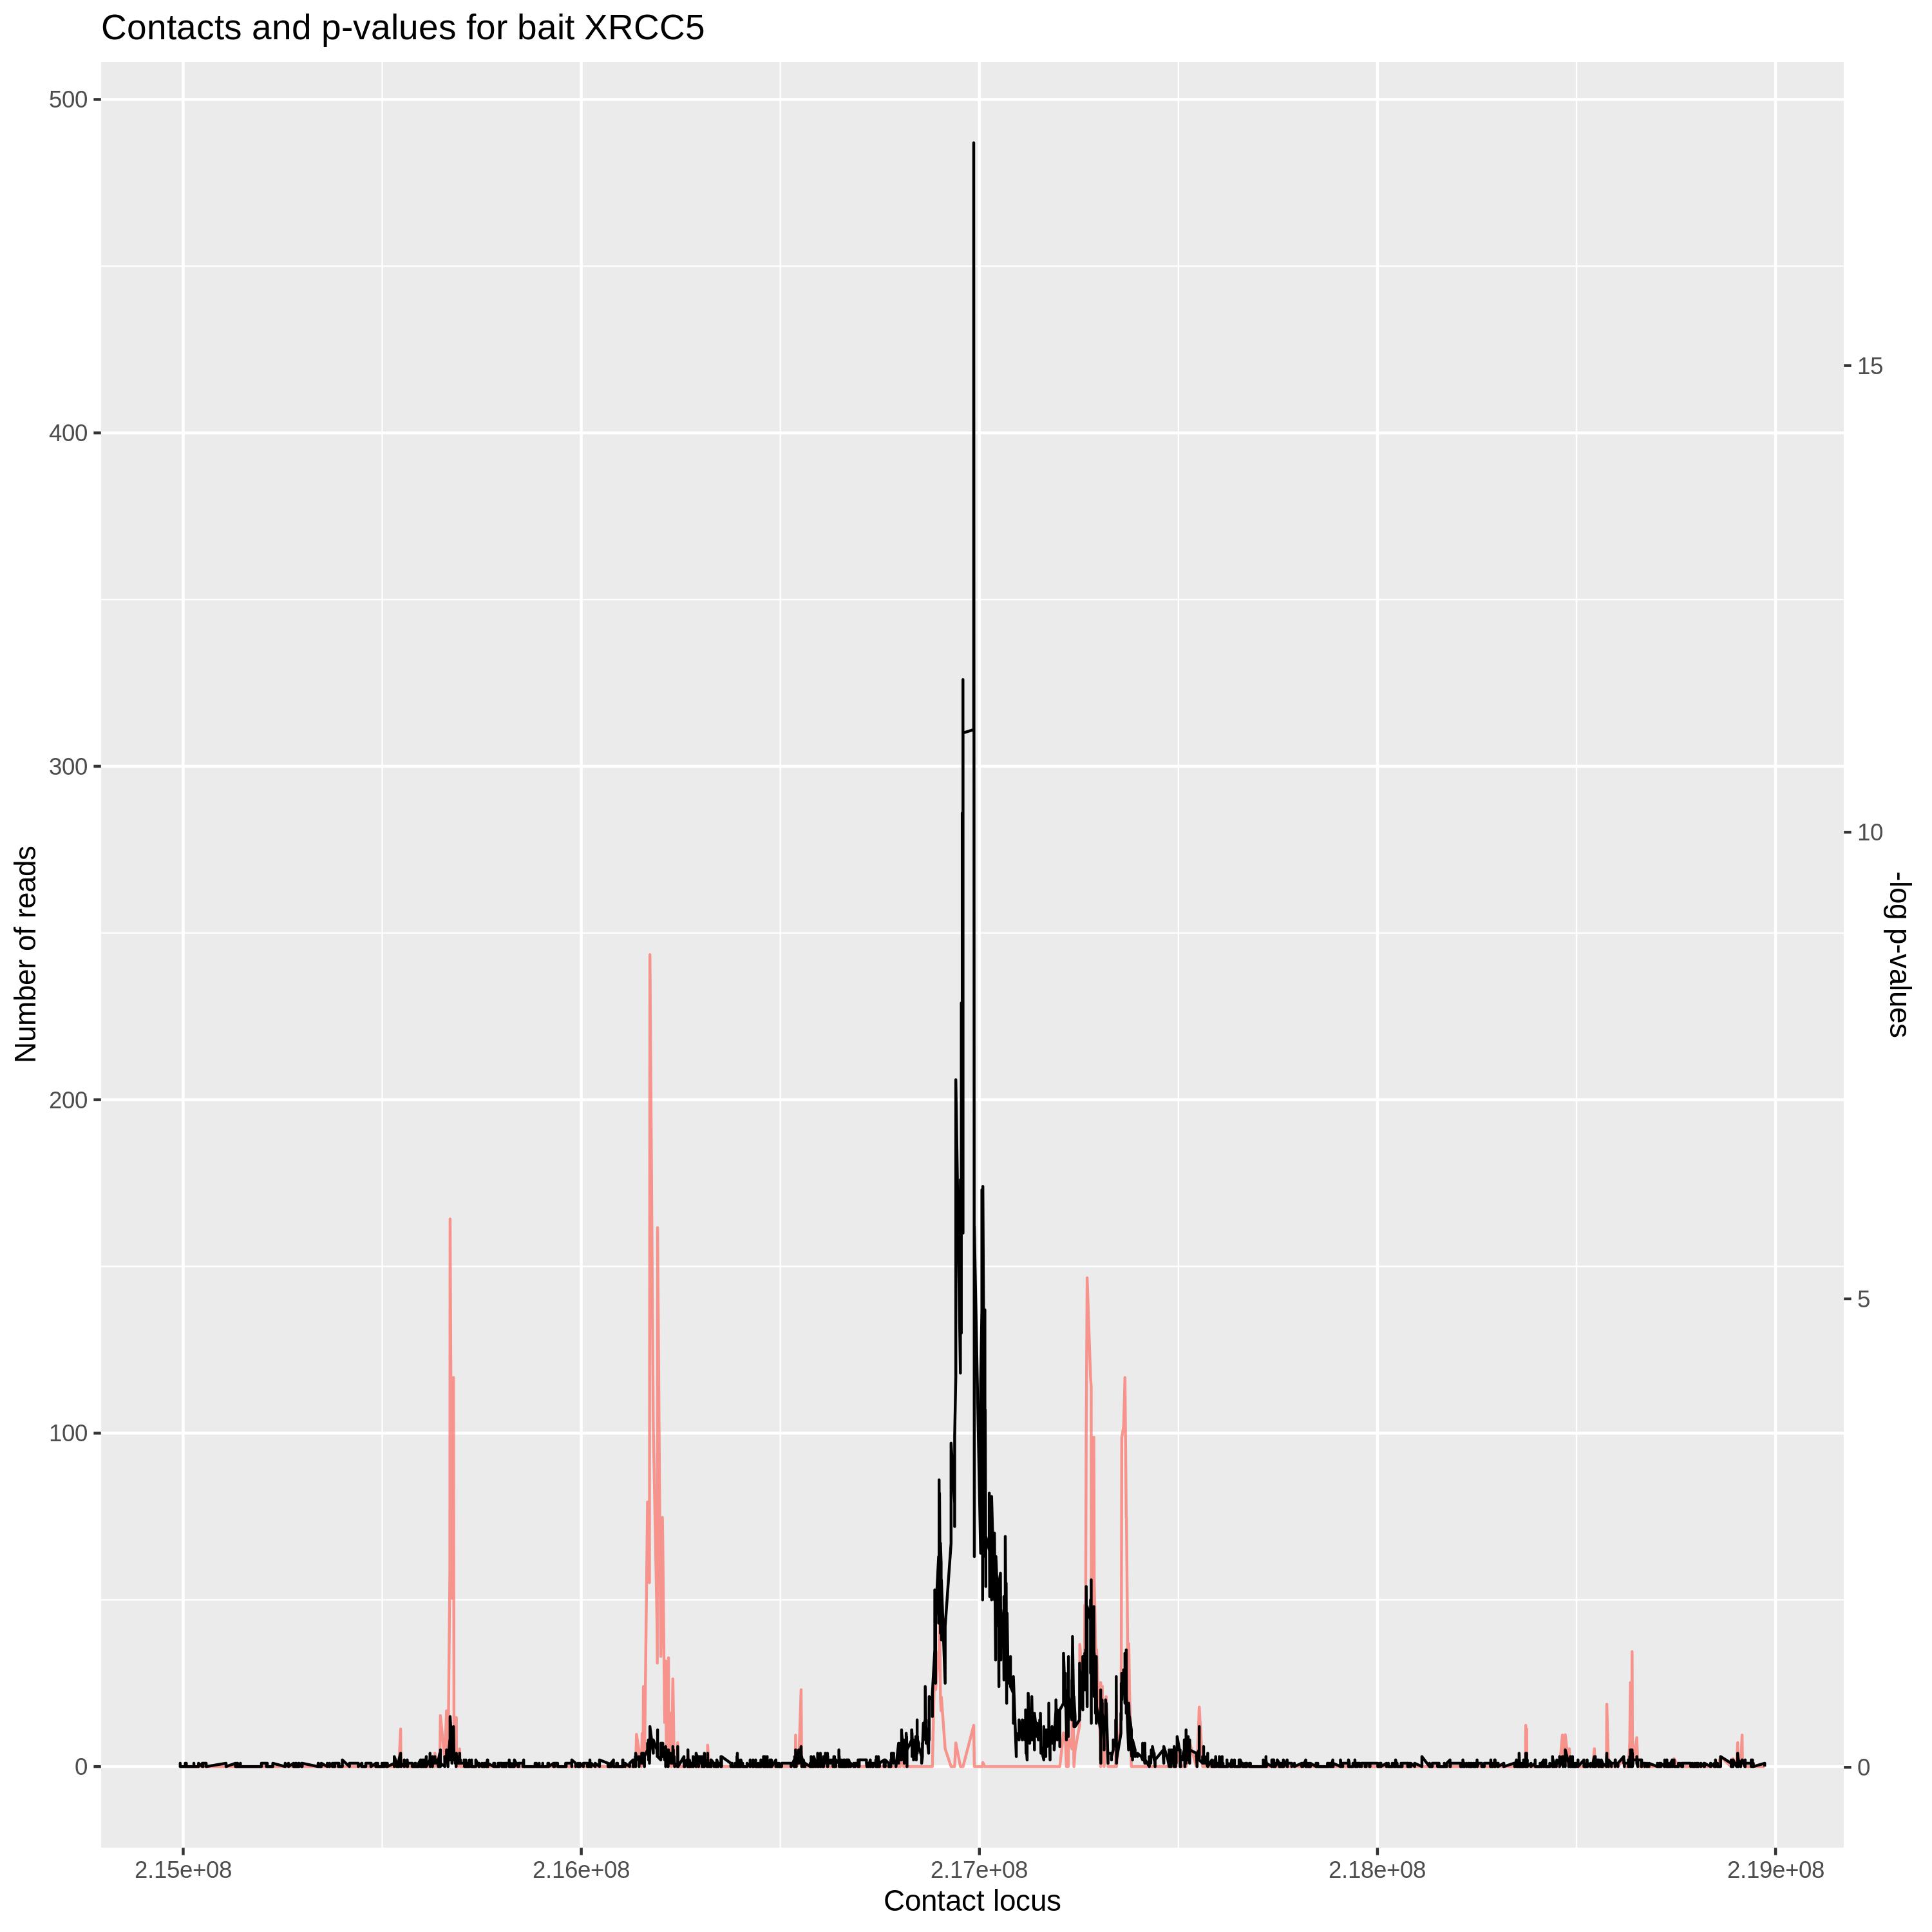 Contacts and p-values for bait XRCC5
500
400
300
200
100
0
Number of reads
15
10
5
0
-log p-values
2.15e+08 2.16e+08 2.17e+08 2.18e+08 2.19e+08
Contact locus